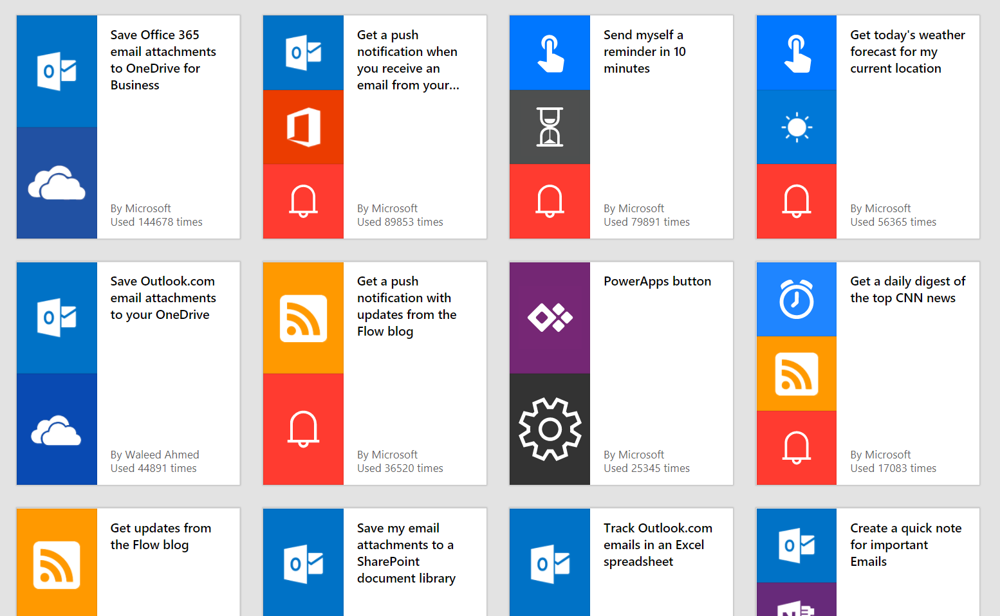 Save Office 365
email attachments
to OneDrive for
Business
By Microsoft
Used 144678 times
Get a push
notification when
you receive an
email from your...
By Microsoft
Used 89853 times
Send myself a
reminder in 10
minutes
By Microsoft
Used 79891 times
Get today's weather
forecast for my
current location
By Microsoft
Used 56365 times
Save Outlook.com
email attachments
to your OneDrive
By Waleed Ahmed
Used 44891 times
Get a push
notification with
updates from the
Flow blog
By Microsoft
Used 36520 times
PowerApps button
By Microsoft
Used 25345 times
Get a daily digest of
the top CNN news
By Microsoft
Used 17083 times
Get updates from
the Flow blog
Save my email
attachments to a
SharePoint
document library
Track Outlook.com
emails in an Excel
spreadsheet
Create a quick note
for important
Emails